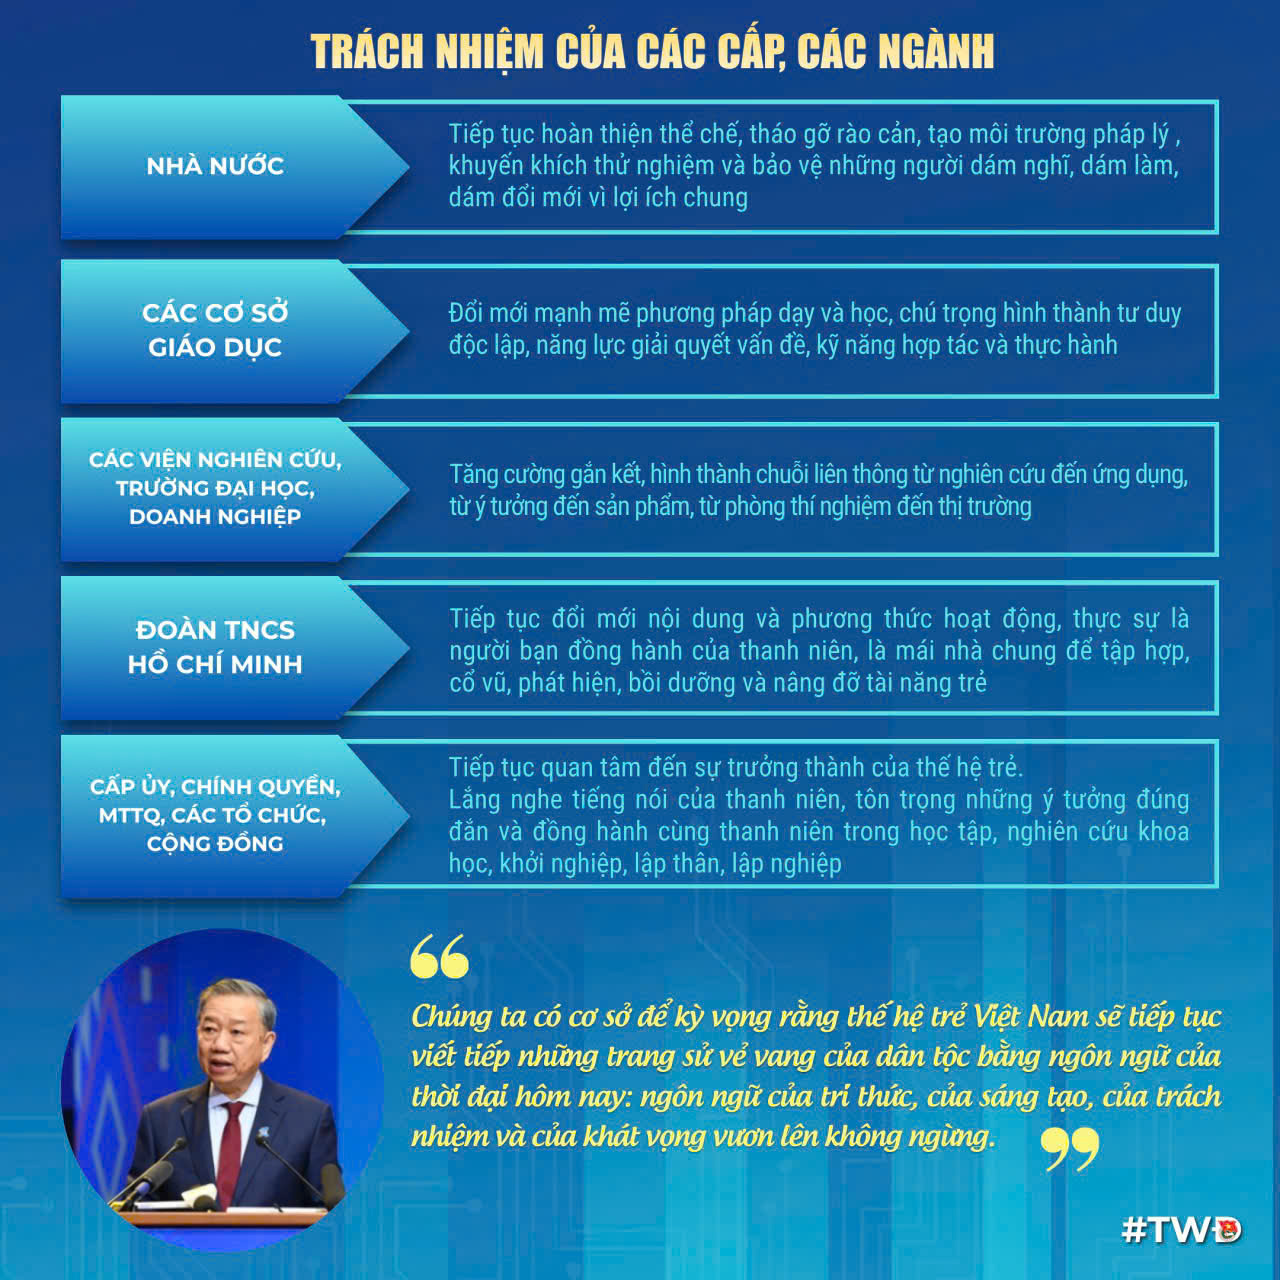 TRÁCH NHIỆM CỦA CÁC CẤP, CÁC NGÀNH
NHÀ NƯỚC
Tiếp tục hoàn thiện thể chế, tháo gỡ rào cản, tạo môi trường pháp lý ,
khuyến khích thử nghiệm và bảo vệ những người dám nghĩ, dám làm,
dám đổi mới vì lợi ích chung
CÁC CƠ SỞ
GIÁO DỤC
Đổi mới mạnh mẽ phương pháp dạy và học, chú trọng hình thành tư duy
độc lập, năng lực giải quyết vấn đề, kỹ năng hợp tác và thực hành
CÁC VIỆN NGHIÊN CỨU,
TRƯỜNG ĐẠI HỌC,
DOANH NGHIỆP
Tăng cường gắn kết, hình thành chuỗi liên thông từ nghiên cứu đến ứng dụng,
từ ý tưởng đến sản phẩm, từ phòng thí nghiệm đến thị trường
ĐOÀN TNCS
HỒ CHÍ MINH
Tiếp tục đổi mới nội dung và phương thức hoạt động, thực sự là
người bạn đồng hành của thanh niên, là mái nhà chung để tập hợp,
cổ vũ, phát hiện, bồi dưỡng và nâng đỡ tài năng trẻ
CẤP ỦY, CHÍNH QUYỀN,
MTTQ, CÁC TỔ CHỨC,
CỘNG ĐỒNG
Tiếp tục quan tâm đến sự trưởng thành của thế hệ trẻ.
Lắng nghe tiếng nói của thanh niên, tôn trọng những ý tưởng đúng
đắn và đồng hành cùng thanh niên trong học tập, nghiên cứu khoa
học, khởi nghiệp, lập thân, lập nghiệp
“
Chúng ta có cơ sở để kỳ vọng rằng thế hệ trẻ Việt Nam sẽ tiếp tục
viết tiếp những trang sử vẻ vang của dân tộc bằng ngôn ngữ của
thời đại hôm nay: ngôn ngữ của tri thức, của sáng tạo, của trách
nhiệm và của khát vọng vươn lên không ngừng. ”
#TWĐ